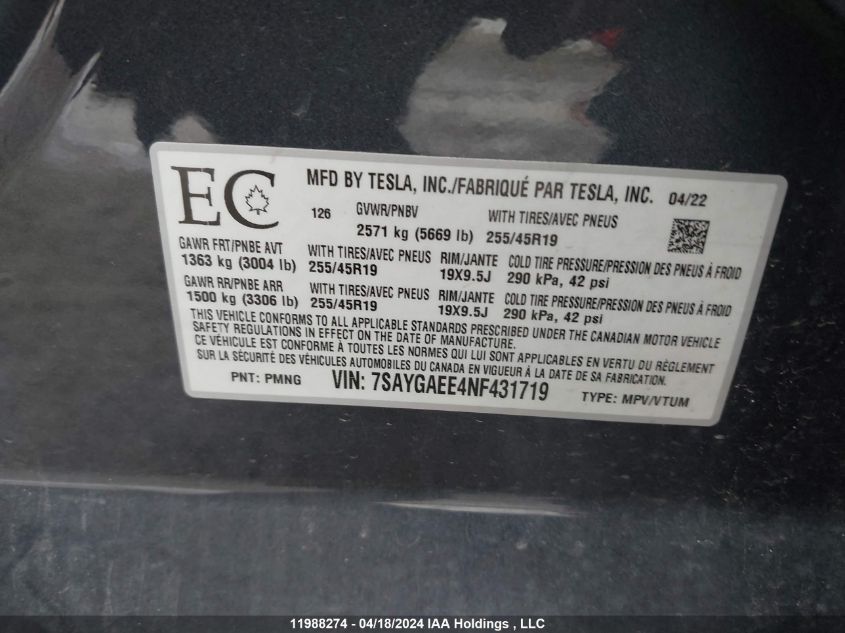 EC
MFD BY TESLA, INC./FABRIQUÉ PAR TESLA, INC. 04/22
126 GVWR/PNBV WITH TIRES/AVEC PNEUS
2571 kg (5669 lb) 255/45R19
GAWR FRT/PNBE AVT WITH TIRES/AVEC PNEUS RIM/JANTE COLD TIRE PRESSURE/PRESSION DES PNEUS À FROID
1363 kg (3004 lb) 255/45R19 19X9.5J 290 kPa, 42 psi
GAWR RR/PNBE ARR WITH TIRES/AVEC PNEUS RIM/JANTE COLD TIRE PRESSURE/PRESSION DES PNEUS À FROID
1500 kg (3306 lb) 255/45R19 19X9.5J 290 kPa, 42 psi
THIS VEHICLE CONFORMS TO ALL APPLICABLE STANDARDS PRESCRIBED UNDER THE CANADIAN MOTOR VEHICLE
SAFETY REGULATIONS IN EFFECT ON THE DATE OF MANUFACTURE.
CE VÉHICULE EST CONFORME À TOUTES LES NORMES QUI LUI SONT APPLICABLES EN VERTU DU RÈGLEMENT
SUR LA SÉCURITÉ DES VÉHICULES AUTOMOBILES DU CANADA EN VIGUEUR À LA DATE DE SA FABRICATION.
PNT: PMNG VIN: 7SAYGAEE4NF431719 TYPE: MPV/VTUM
11988274 - 04/18/2024 IAA Holdings , LLC